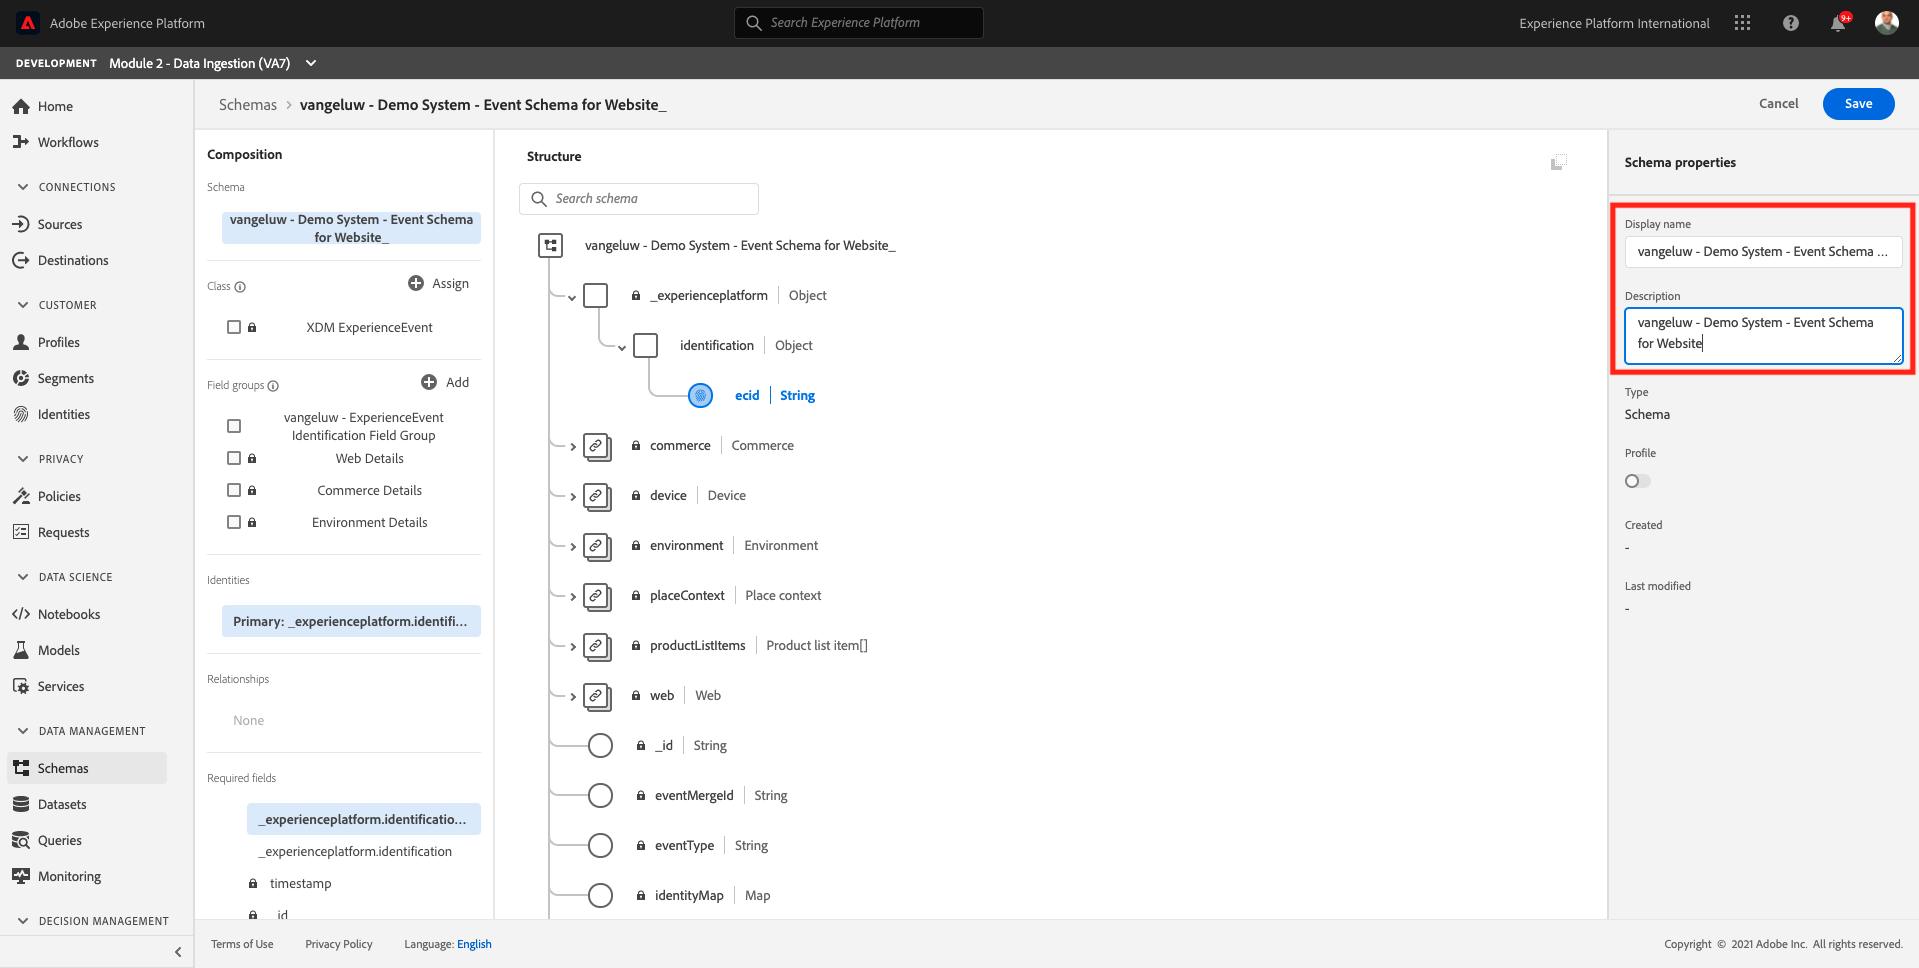 Adobe Experience Platform
Search Experience Platform
Experience Platform International
9+
DEVELOPMENT Module 2 - Data Ingestion (VA7)
Home
Workflows
CONNECTIONS
Sources
Destinations
CUSTOMER
Profiles
Segments
Identities
PRIVACY
Policies
Requests
DATA SCIENCE
Notebooks
Models
Services
DATA MANAGEMENT
Schemas
Datasets
Queries
Monitoring
DECISION MANAGEMENT
Schemas > vangeluw - Demo System - Event Schema for Website_
Cancel
Save
Composition
Schema
vangeluw - Demo System - Event Schema
for Website_
Class
Assign
XDM ExperienceEvent
Field groups
Add
vangeluw - ExperienceEvent
Identification Field Group
Web Details
Commerce Details
Environment Details
Identities
Primary: _experienceplatform.identifi...
Relationships
None
Required fields
_experienceplatform.identificatio...
_experienceplatform.identification
timestamp
_id
Structure
Search schema
vangeluw - Demo System - Event Schema for Website_
_experienceplatform | Object
identification | Object
ecid | String
commerce | Commerce
device | Device
environment | Environment
placeContext | Place context
productListItems | Product list item[]
web | Web
_id | String
eventMergeId | String
eventType | String
identityMap | Map
Schema properties
Display name
vangeluw - Demo System - Event Schema ...
Description
vangeluw - Demo System - Event Schema
for Website
Type
Schema
Profile
Created
-
Last modified
-
Terms of Use
Privacy Policy
Language: English
Copyright © 2021 Adobe Inc. All rights reserved.